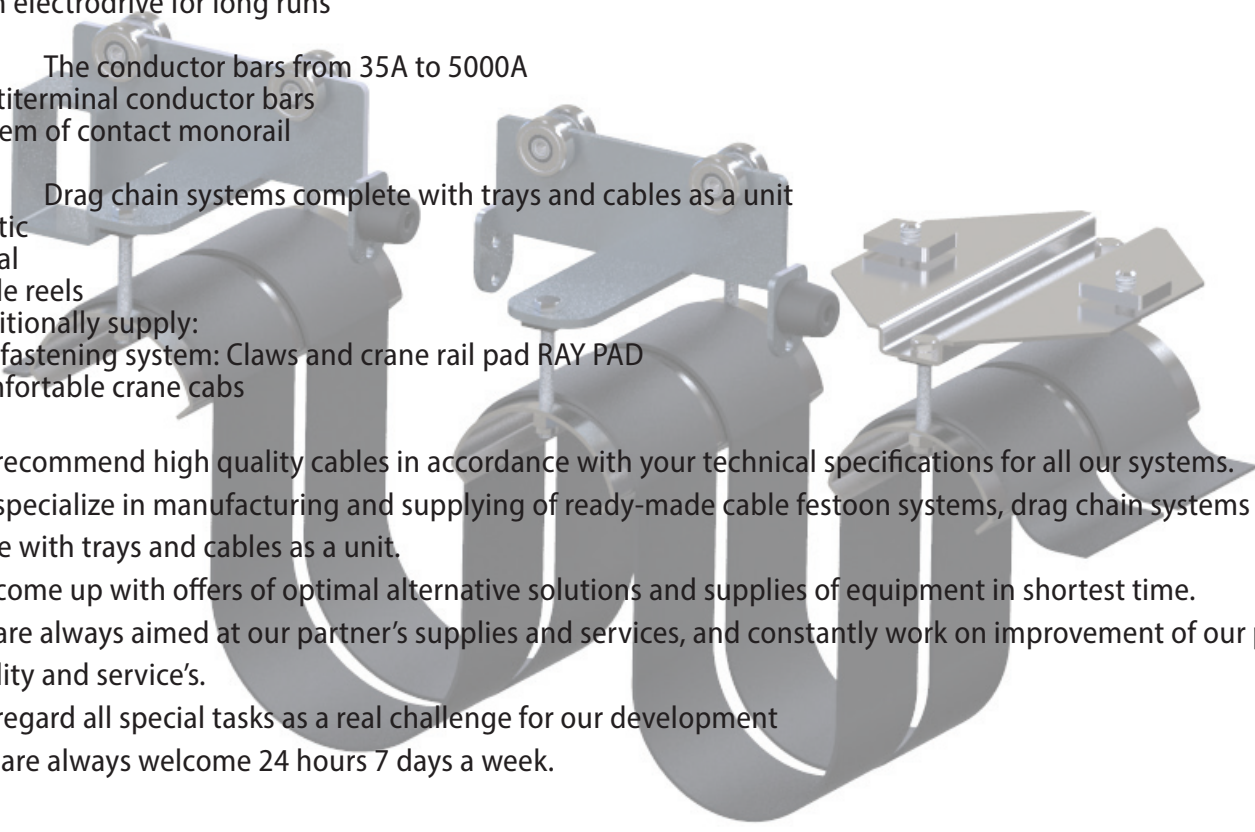 n electrodrive for long runs
The conductor bars from 35A to 5000A
titerminal conductor bars
em of contact monorail
Drag chain systems complete with trays and cables as a unit
tic
al
le reels
itionally supply:
fastening system: Claws and crane rail pad RAY PAD
nfortable crane cabs
recommend high quality cables in accordance with your technical specifications for all our systems.
specialize in manufacturing and supplying of ready-made cable festoon systems, drag chain systems
e with trays and cables as a unit.
come up with offers of optimal alternative solutions and supplies of equipment in shortest time.
are always aimed at our partner's supplies and services, and constantly work on improvement of our p
lity and service's.
regard all special tasks as a real challenge for our development
are always welcome 24 hours 7 days a week.